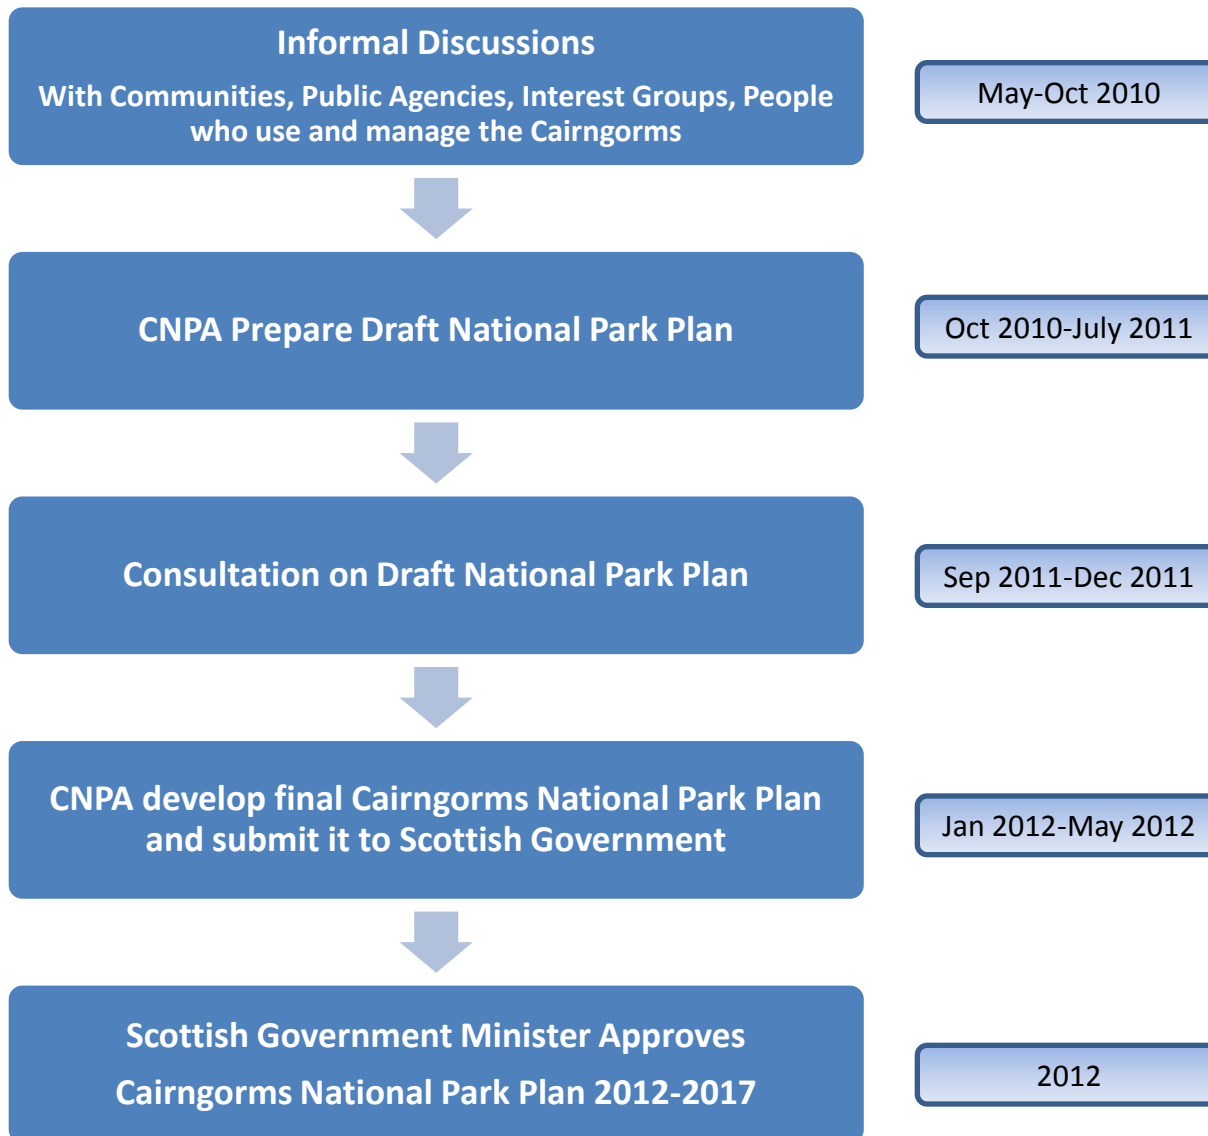 Informal Discussions
With Communities, Public Agencies, Interest Groups, People
who use and manage the Cairngorms
May-Oct 2010
CNPA Prepare Draft National Park Plan
Oct 2010-July 2011
Consultation on Draft National Park Plan
Sep 2011-Dec 2011
CNPA develop final Cairngorms National Park Plan
and submit it to Scottish Government
Jan 2012-May 2012
Scottish Government Minister Approves
Cairngorms National Park Plan 2012-2017
2012